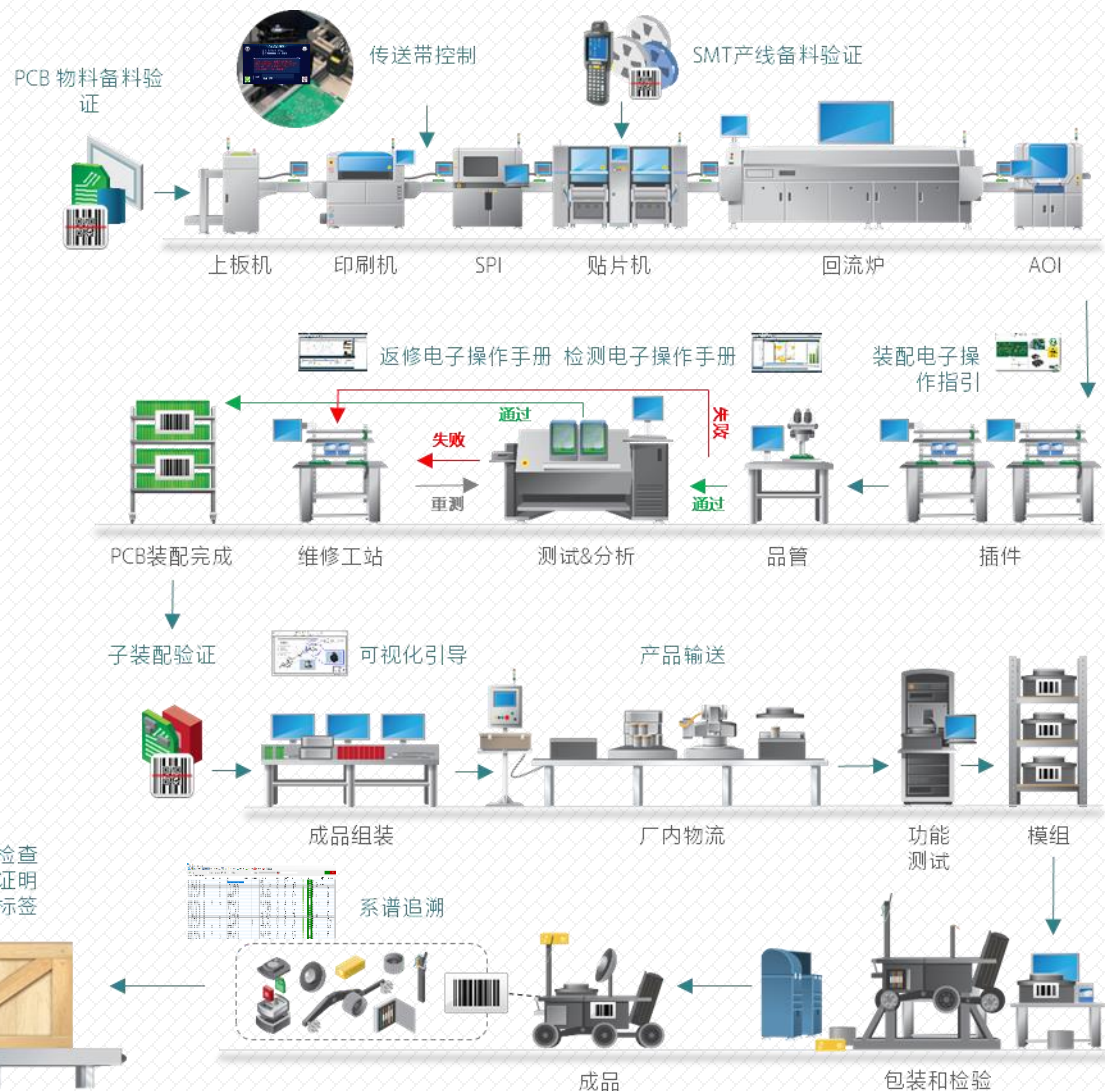 传送带控制
SMT产线备料验证
PCB 物料备料验
证
上板机
印刷机
SPI
贴片机
回流炉
AOI
返修电子操作手册
检测电子操作手册
装配电子操
作指引
通过
失败
失败
重测
通过
PCB装配完成
维修工站
测试&分析
品管
插件
子装配验证
可视化引导
产品输送
成品组装
厂内物流
功能
测试
模组
检查
证明
标签
系谱追溯
成品
包装和检验